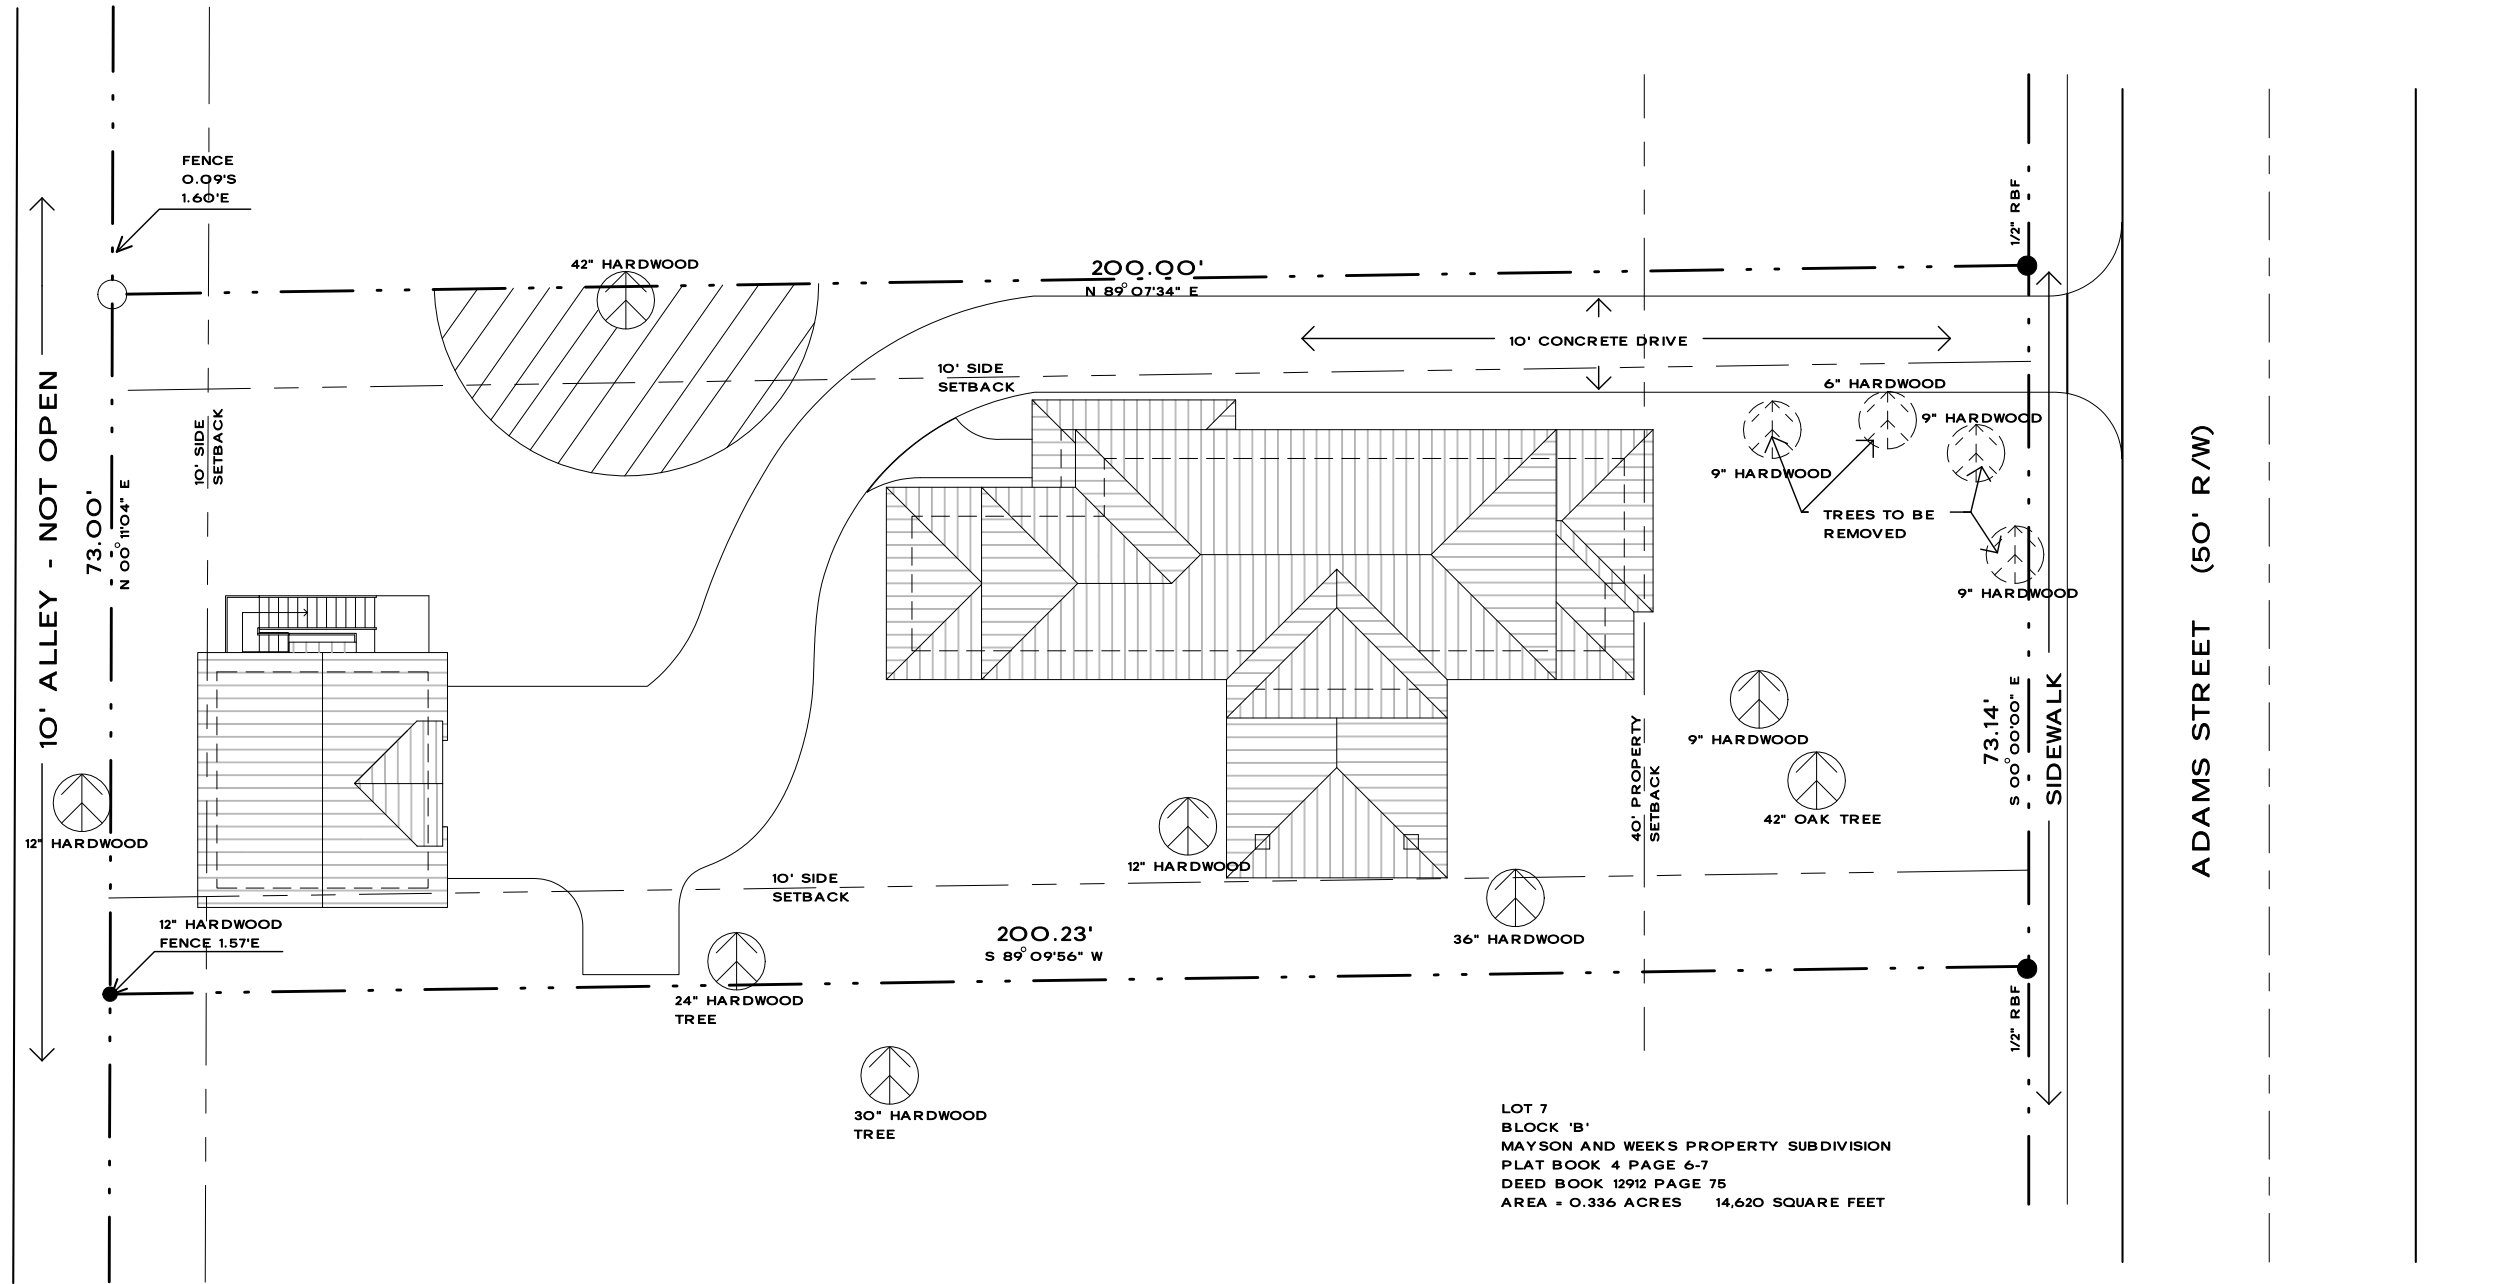 FENCE
0.09'S
1.60'E
42" HARDWOOD
200.00'
N 89° 07'34" E
1/2" RBF
10' CONCRETE DRIVE
10' SIDE
SETBACK
6" HARDWOOD
9" HARDWOOD
9" HARDWOOD
TREES TO BE
REMOVED
9" HARDWOOD
10' SIDE
SETBACK
10' ALLEY - NOT OPEN
73.00'
N 00° 11'04" E
ADAMS STREET (50' R/W)
73.14'
S 00° 00'00" E
SIDEWALK
40' PROPERTY
SETBACK
9" HARDWOOD
42" OAK TREE
12" HARDWOOD
12" HARDWOOD
10' SIDE
SETBACK
12" HARDWOOD
FENCE 1.57'E
200.23'
S 89° 09'56" W
36" HARDWOOD
24" HARDWOOD
TREE
1/2" RBF
30" HARDWOOD
TREE
LOT 7
BLOCK 'B'
MAYSON AND WEEKS PROPERTY SUBDIVISION
PLAT BOOK 4 PAGE 6-7
DEED BOOK 12912 PAGE 75
AREA = 0.336 ACRES 14,620 SQUARE FEET